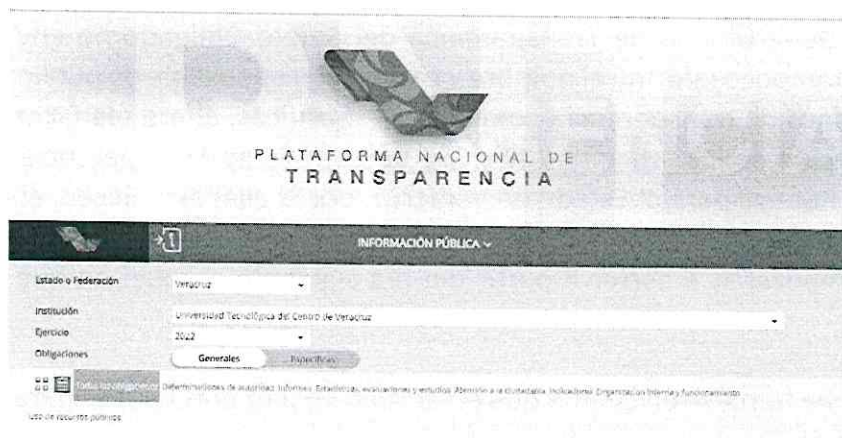 PLATAFORMA NACIONAL DE
TRANSPARENCIA
INFORMACIÓN PÚBLICA
Estado o Federación
Veracruz
Institución
Universidad Tecnológica del Centro de Veracruz
Ejercicio
2022
Obligaciones
Generales Específicas
Todas las obligaciones Determinaciones de autoridad Informes Estadísticas, evaluaciones y estudios Atención a la ciudadanía Indicadores Organización interna y funcionamiento
Uso de recursos públicos